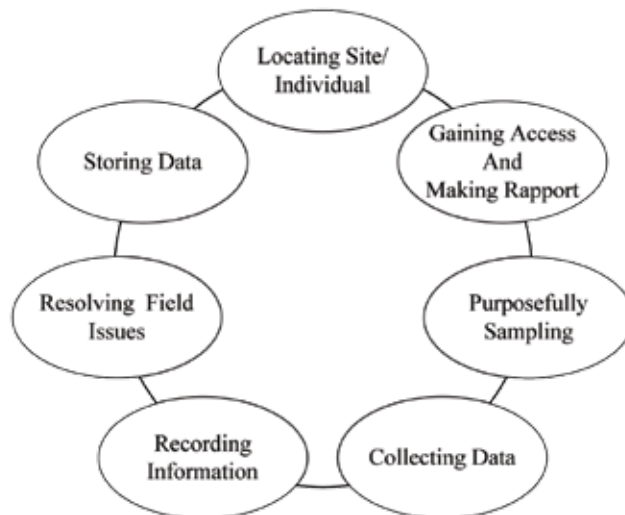 Locating Site/
Individual
Gaining Access
And
Making Rapport
Purposefully
Sampling
Collecting Data
Recording
Information
Resolving Field
Issues
Storing Data